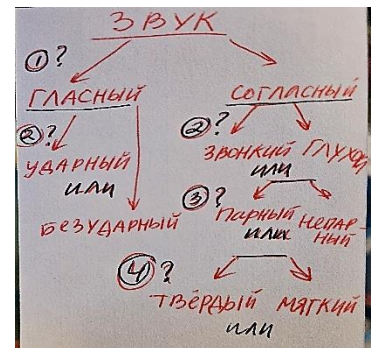 ЗВУК
①?
ГЛАСНЫЙ СОГЛАСНЫЙ
②? ②?
УДАРНЫЙ ЗВОНКИЙ ГЛУХОЙ
ИЛИ ИЛИ
③?
БЕЗУДАРНЫЙ ПАРНЫЙ НЕПАР-
ИЛИ НЫЙ
④?
ТВЁРДЫЙ МЯГКИЙ
ИЛИ